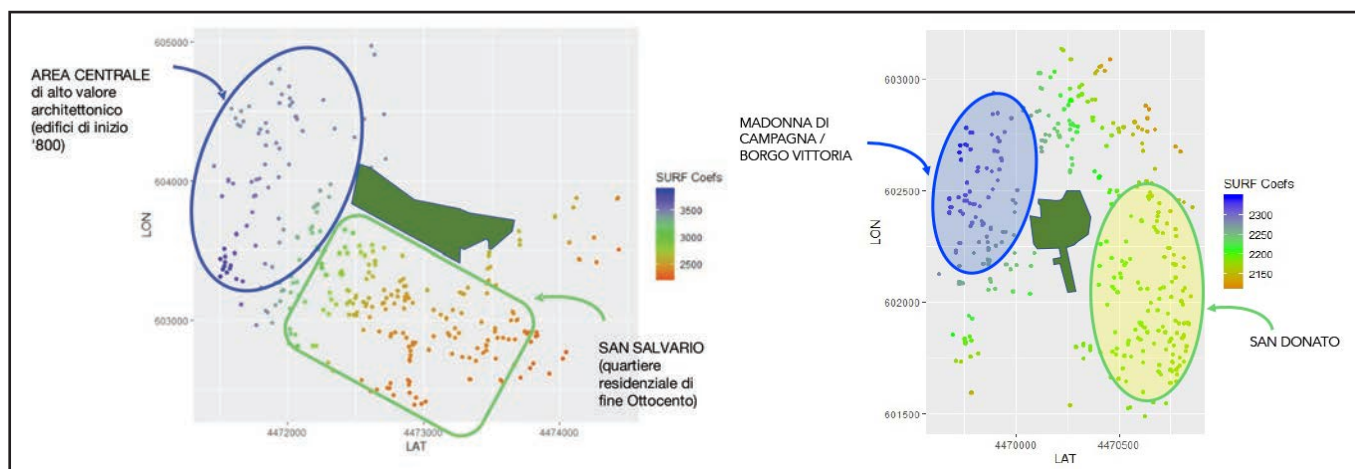 605000
604000
603000
LON
4472000
4473000
4474000
LAT
AREA CENTRALE
di alto valore
architettonico
(edifici di inizio
'800)
SURF Coefs
3500
3000
2500
SAN SALVARIO
(quartiere
residenziale di
fine Ottocento)
603000
602500
602000
601500
LON
4470000
4470500
LAT
MADONNA DI
CAMPAGNA /
BORGO VITTORIA
SURF Coefs
2300
2250
2200
2150
SAN DONATO